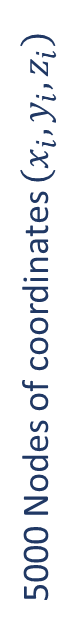 5000 Nodes of coordinates (xᵢ, yᵢ, zᵢ)